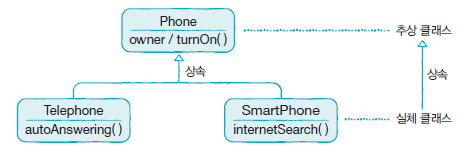 Phone
owner / turnOn( )
추상 클래스
상속
상속
Telephone
autoAnswering( )
SmartPhone
internetSearch( )
실체 클래스